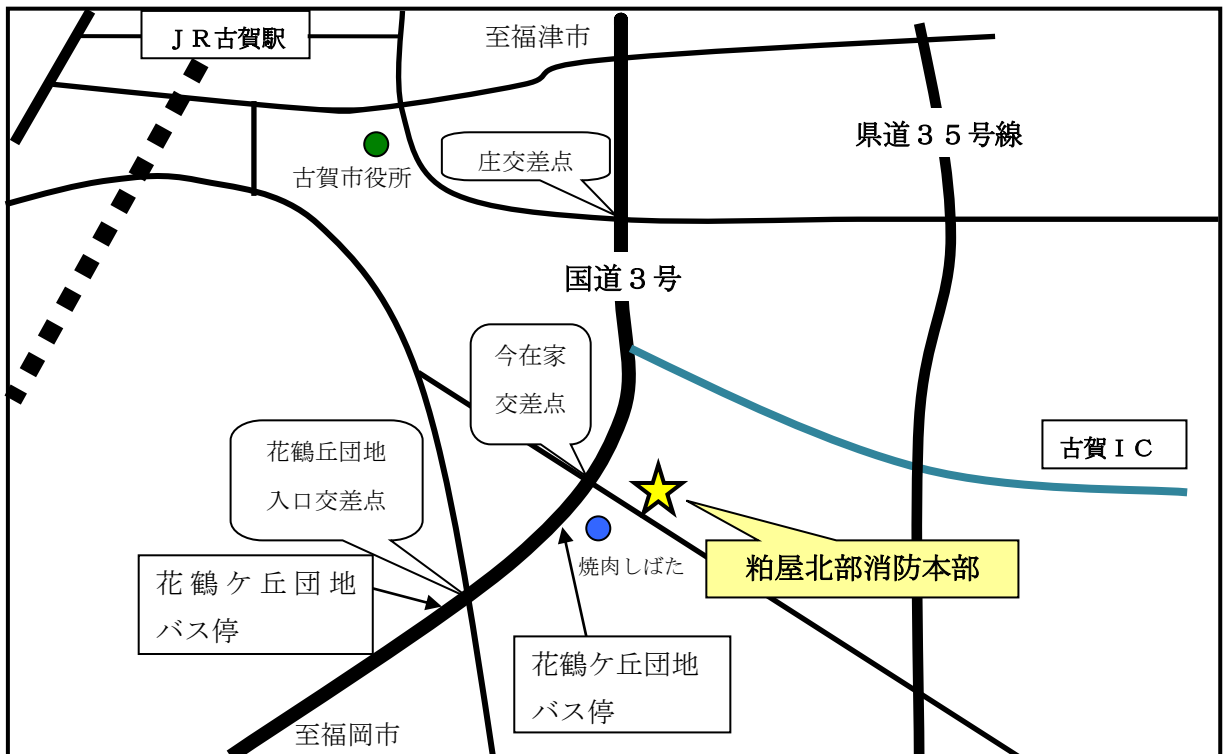 ＪＲ古賀駅
至福津市
県道３５号線
庄交差点
古賀市役所
国道３号
今在家
交差点
花鶴丘団地
入口交差点
古賀ＩＣ
焼肉しばた
粕屋北部消防本部
花鶴ケ丘団地
バス停
花鶴ケ丘団地
バス停
至福岡市